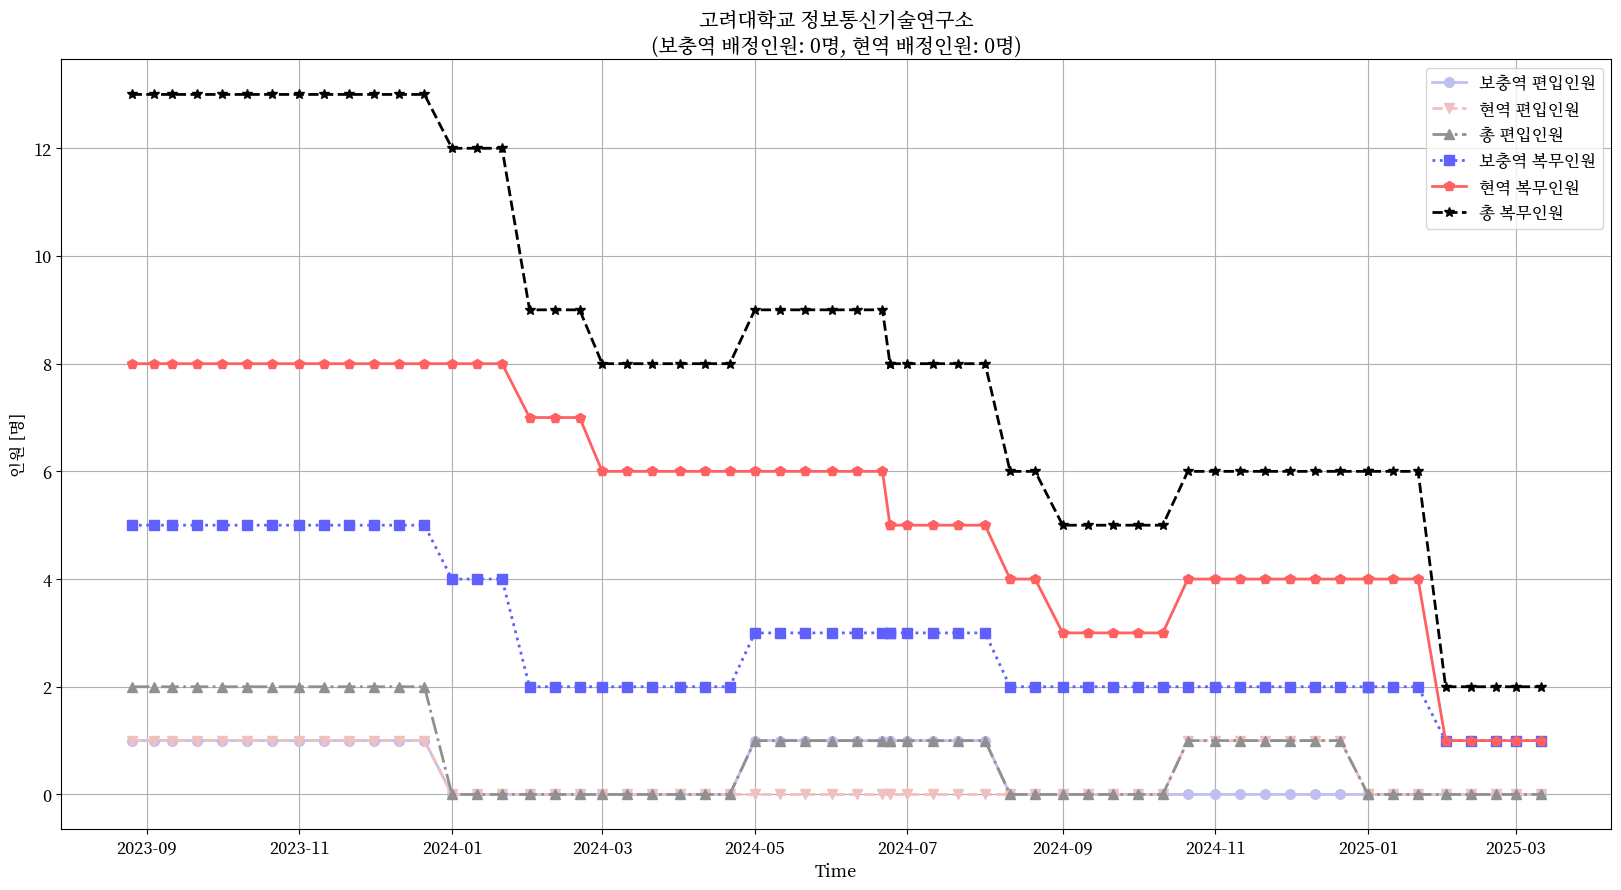 고려대학교 정보통신기술연구소
(보충역 배정인원: 0명, 현역 배정인원: 0명)
보충역 편입인원
현역 편입인원
총 편입인원
보충역 복무인원
현역 복무인원
총 복무인원
인원 [명]
12
10
8
6
4
2
0
2023-09
2023-11
2024-01
2024-03
2024-05
2024-07
2024-09
2024-11
2025-01
2025-03
Time